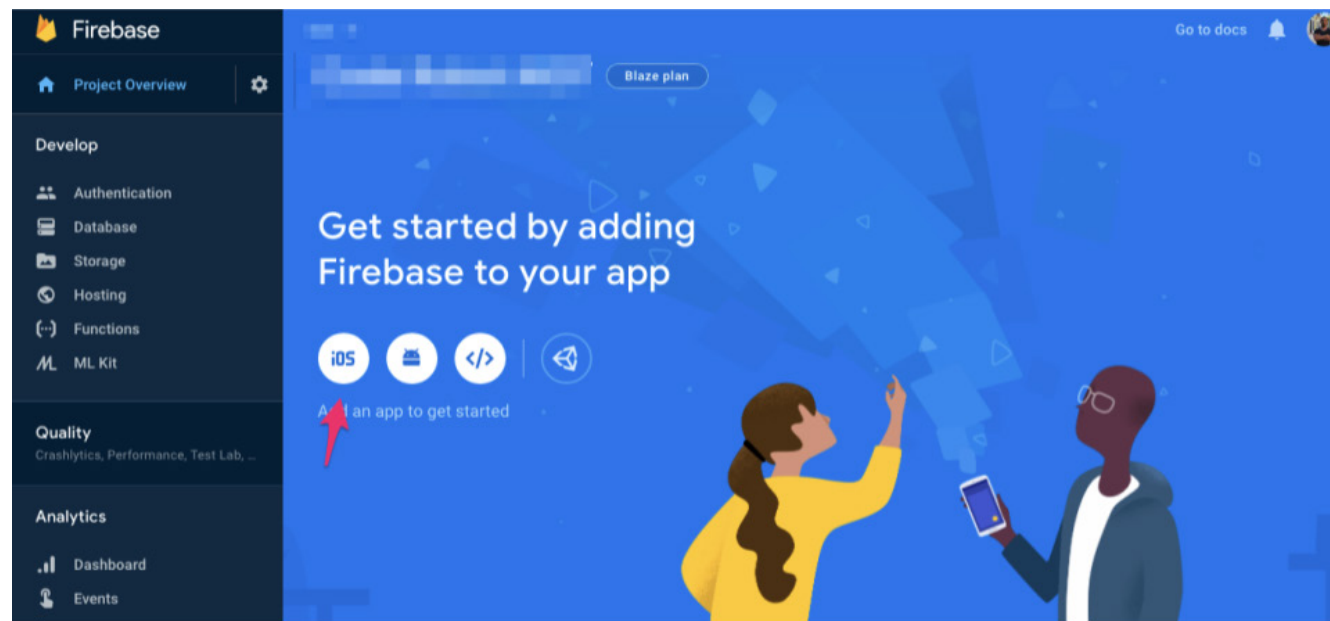 Firebase
Go to docs
Project Overview
Blaze plan
Develop
Authentication
Database
Storage
Hosting
Functions
ML Kit
Get started by adding
Firebase to your app
iOS
</>
Add an app to get started
Quality
Crashlytics, Performance, Test Lab, ...
Analytics
Dashboard
Events